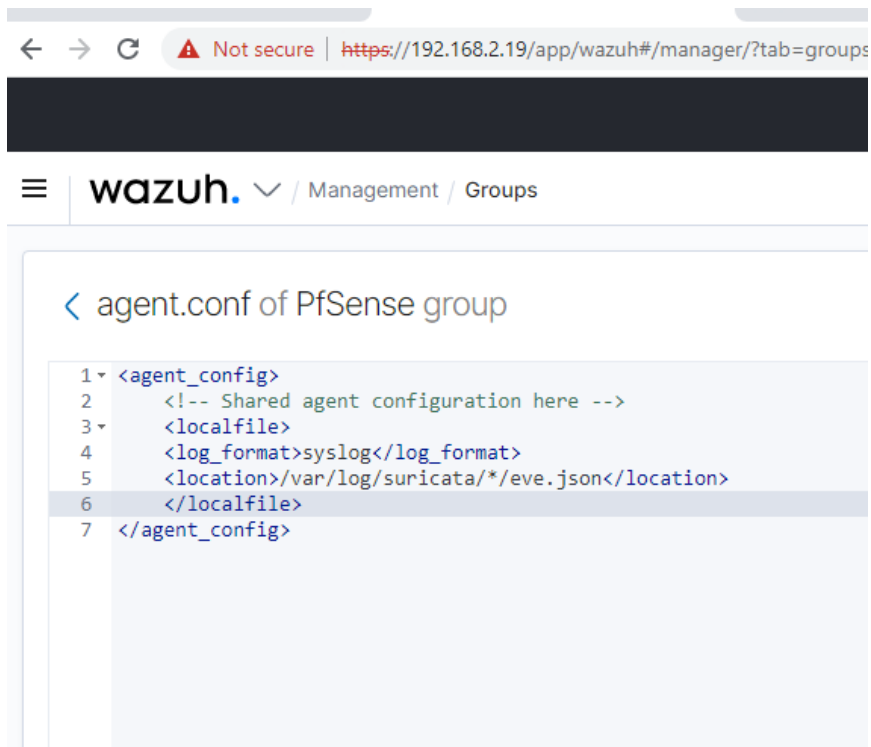 Not secure | https://192.168.2.19/app/wazuh#/manager/?tab=groups
wazuh. / Management / Groups
agent.conf of PfSense group
1 <agent_config>
2 <!-- Shared agent configuration here -->
3 <localfile>
4 <log_format>syslog</log_format>
5 <location>/var/log/suricata/*/eve.json</location>
6 </localfile>
7 </agent_config>